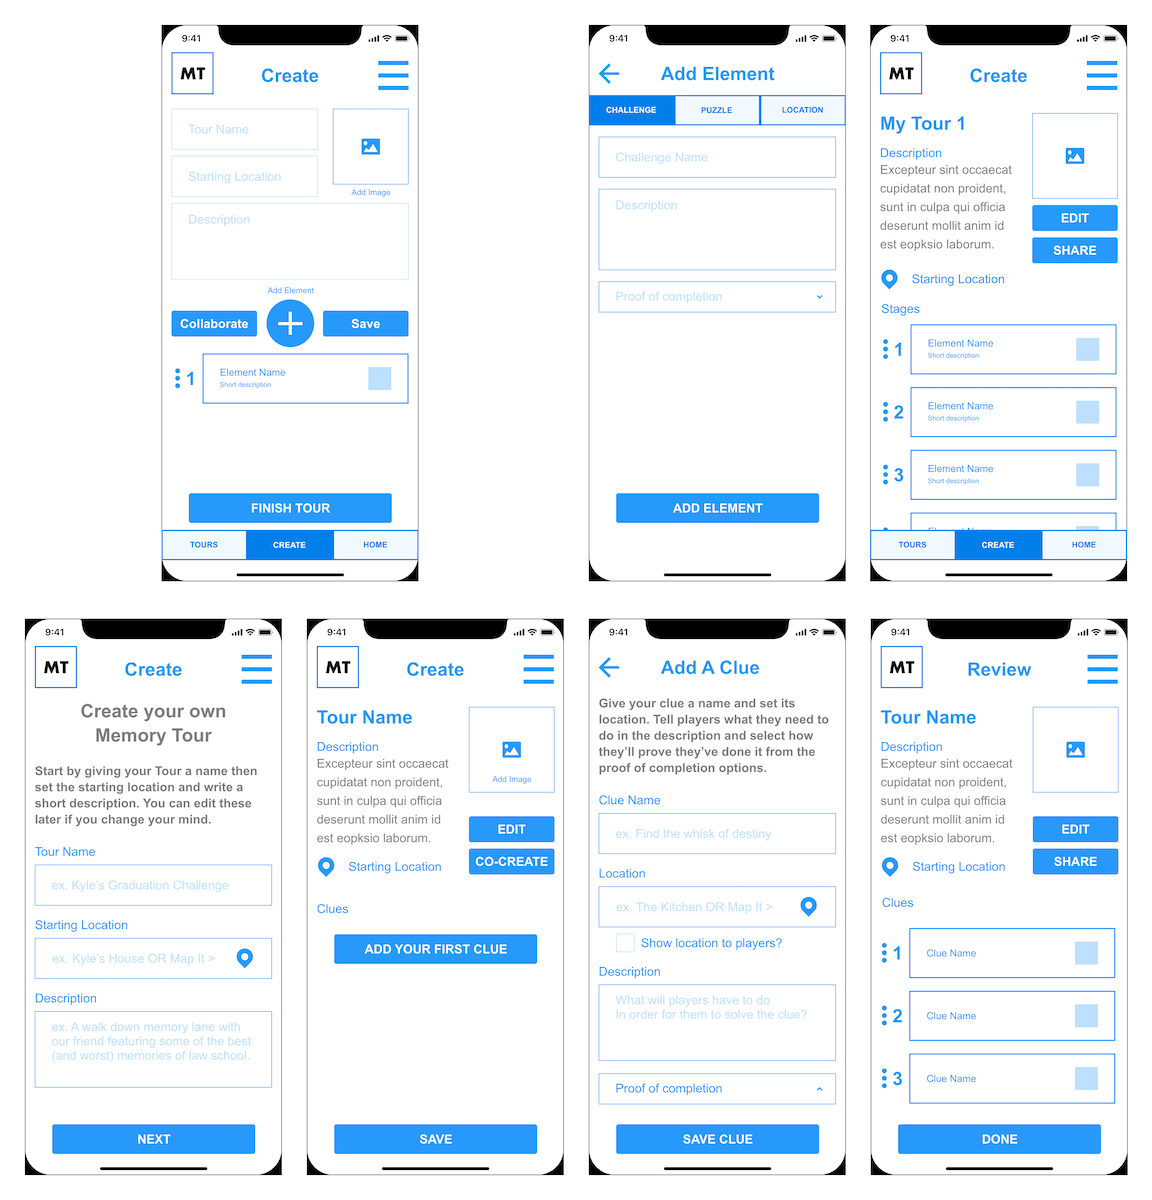 9:41
MT
Create
Tour Name
Starting Location
Add Image
Description
Add Element
Collaborate
Save
1
Element Name
Short description
FINISH TOUR
TOURS
CREATE
HOME
9:41
Add Element
CHALLENGE
PUZZLE
LOCATION
Challenge Name
Description
Proof of completion
ADD ELEMENT
9:41
MT
Create
My Tour 1
Description
Excepteur sint occaecat
cupidatat non proident,
sunt in culpa qui officia
deserunt mollit anim id
est eopksio laborum.
EDIT
SHARE
Starting Location
Stages
1
Element Name
Short description
2
Element Name
Short description
3
Element Name
Short description
Element Name
TOURS
CREATE
HOME
9:41
MT
Create
Create your own
Memory Tour
Start by giving your Tour a name then
set the starting location and write a
short description. You can edit these
later if you change your mind.
Tour Name
ex. Kyle's Graduation Challenge
Starting Location
ex. Kyle's House OR Map It >
Description
ex. A walk down memory lane with
our friend featuring some of the best
(and worst) memories of law school.
NEXT
9:41
MT
Create
Tour Name
Description
Excepteur sint occaecat
cupidatat non proident,
sunt in culpa qui officia
deserunt mollit anim id
est eopksio laborum.
Add Image
EDIT
CO-CREATE
Starting Location
Clues
ADD YOUR FIRST CLUE
SAVE
9:41
Add A Clue
Give your clue a name and set its
location. Tell players what they need to
do in the description and select how
they'll prove they've done it from the
proof of completion options.
Clue Name
ex. Find the whisk of destiny
Location
ex. The Kitchen OR Map It >
Show location to players?
Description
What will players have to do
In order for them to solve the clue?
Proof of completion
SAVE CLUE
9:41
MT
Review
Tour Name
Description
Excepteur sint occaecat
cupidatat non proident,
sunt in culpa qui officia
deserunt mollit anim id
est eopksio laborum.
EDIT
SHARE
Starting Location
Clues
1
Clue Name
2
Clue Name
3
Clue Name
DONE